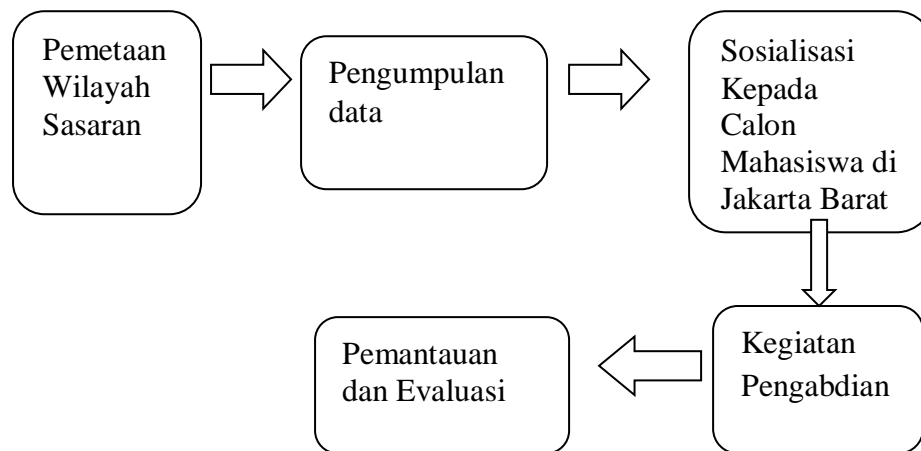 Pemetaan
Wilayah
Sasaran
Pengumpulan
data
Sosialisasi
Kepada
Calon
Mahasiswa di
Jakarta Barat
Kegiatan
Pengabdian
Pemantauan
dan Evaluasi